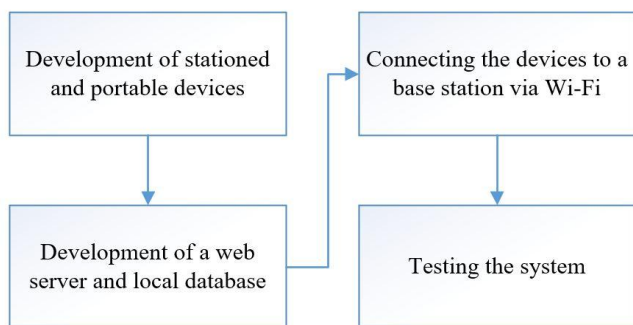 Development of stationed
and portable devices
Development of a web
server and local database
Connecting the devices to a
base station via Wi-Fi
Testing the system